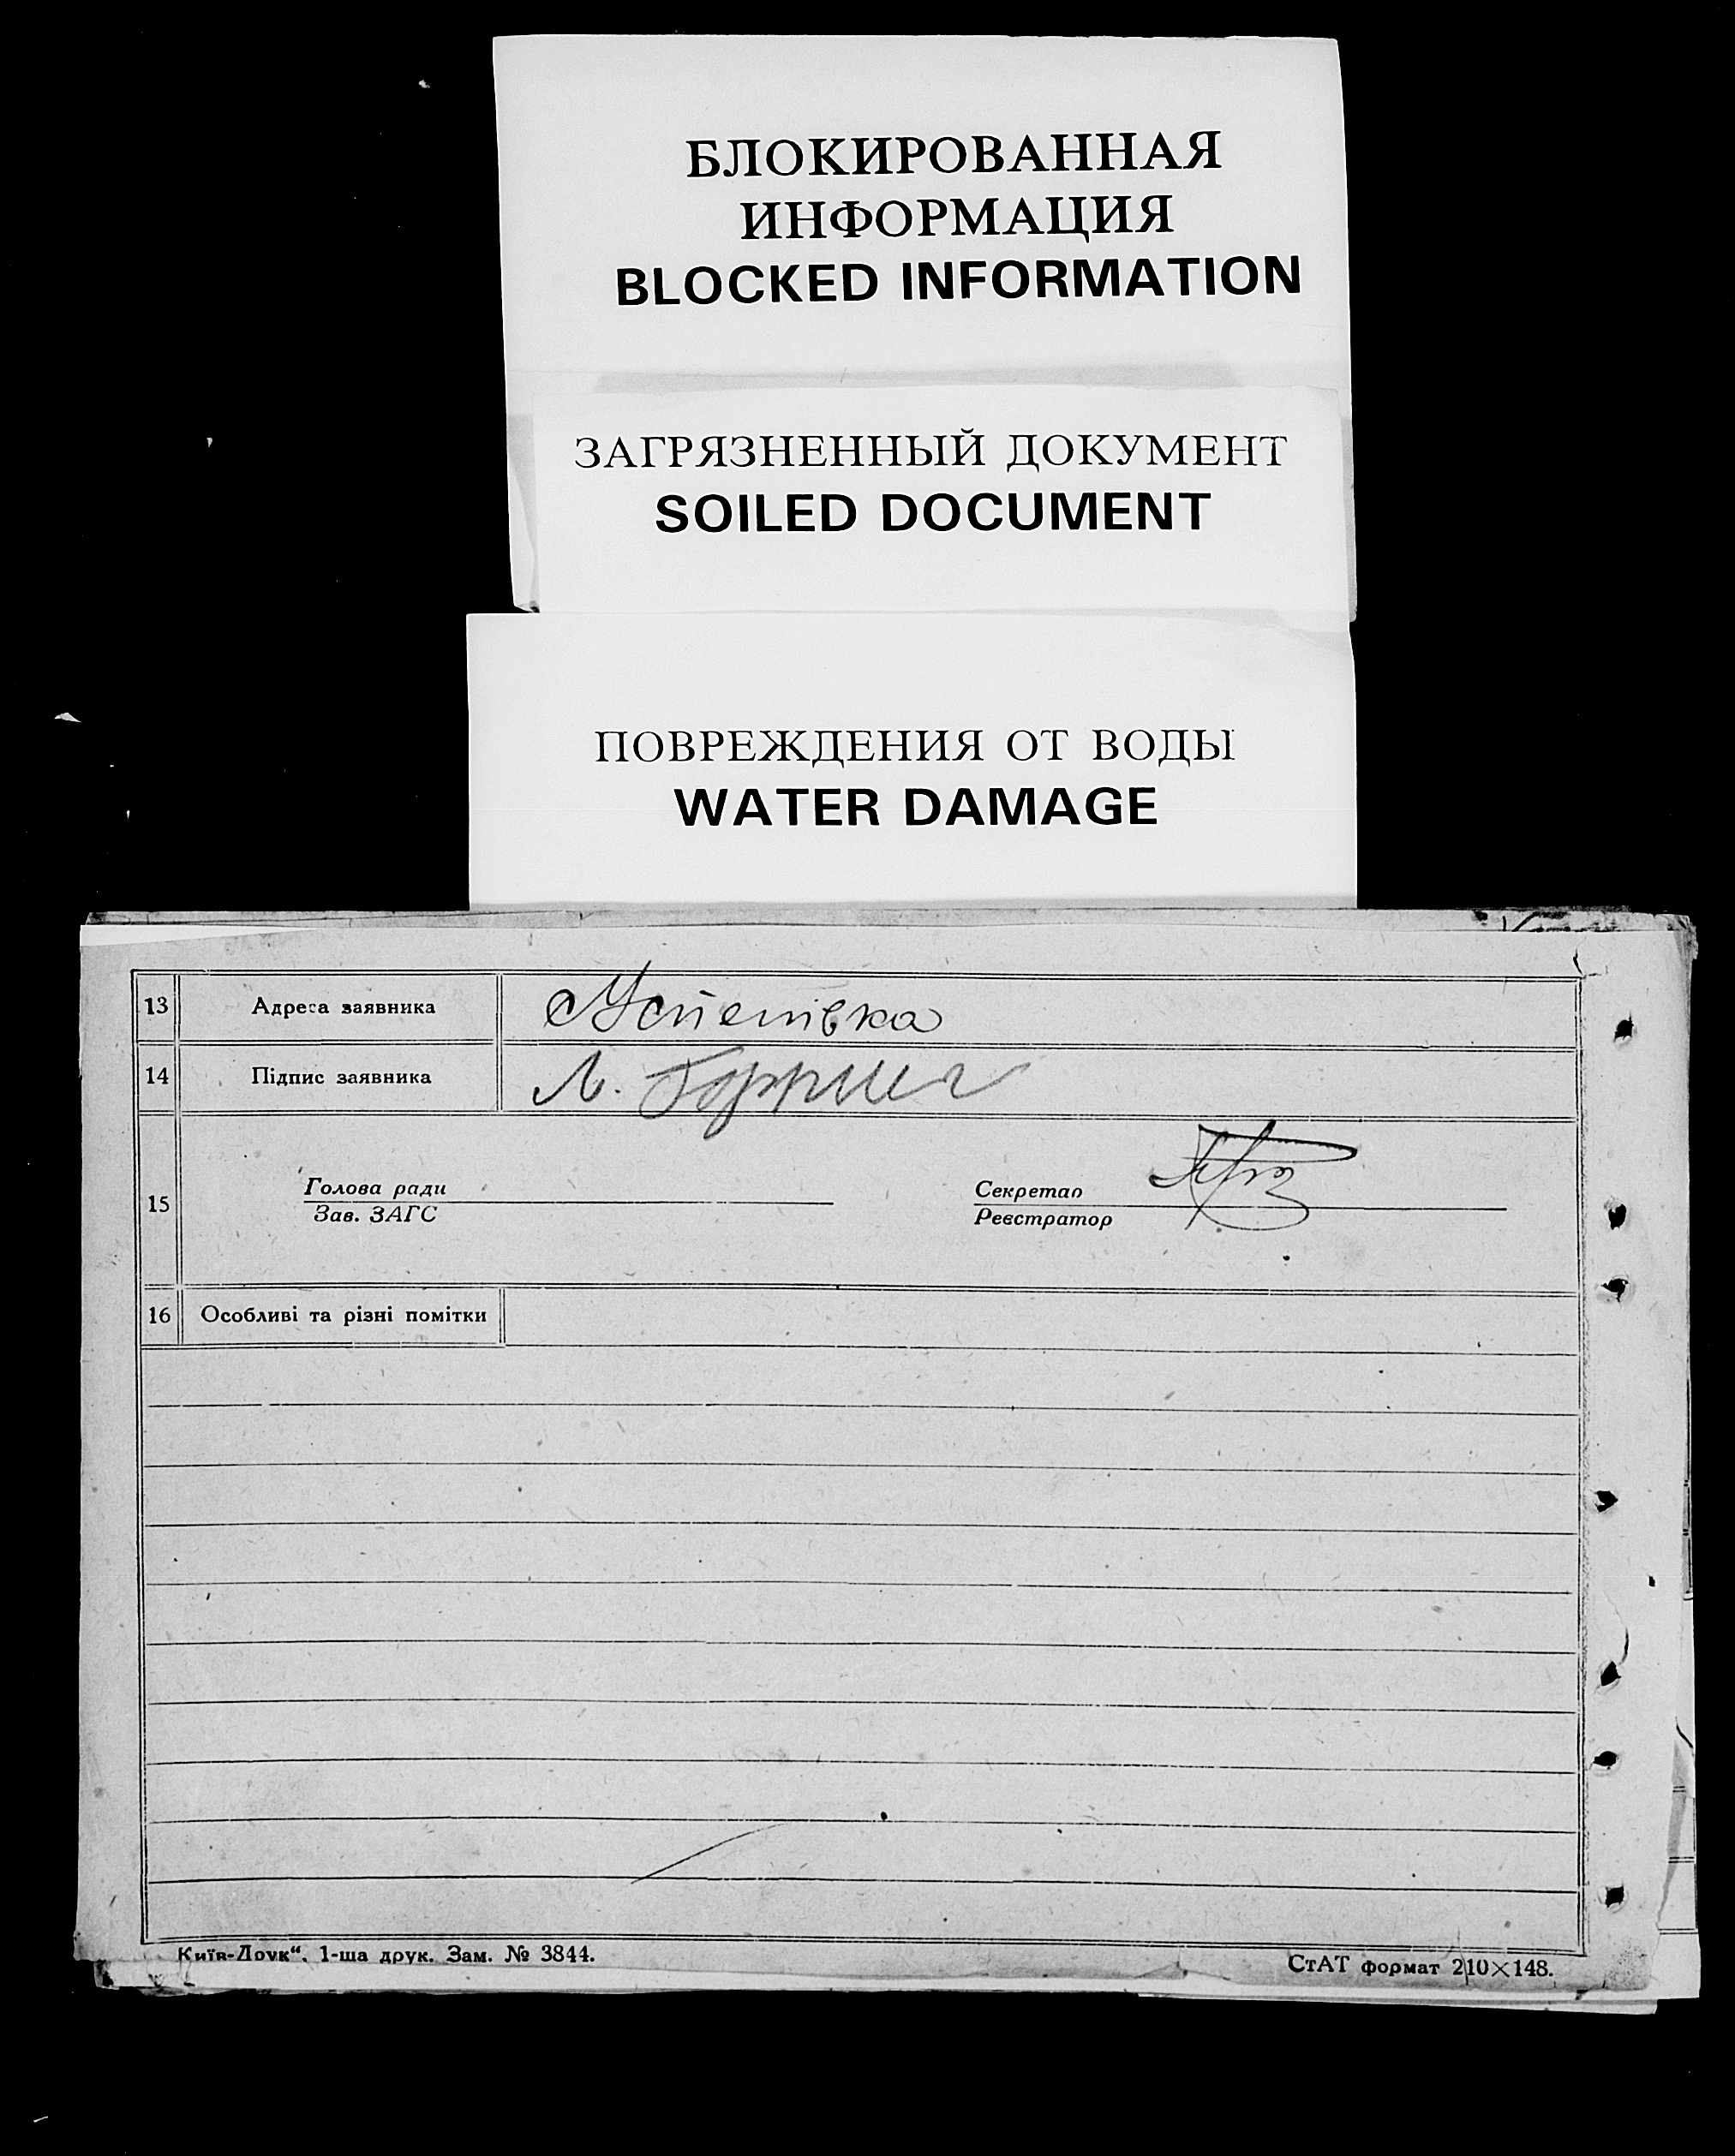 БЛОКИРОВАННАЯ
ИНФОРМАЦИЯ
BLOCKED INFORMATION
ЗАГРЯЗНЕННЫЙ ДОКУМЕНТ
SOILED DOCUMENT
ПОВРЕЖДЕНИЯ ОТ ВОДЫ
WATER DAMAGE
13 Адреса заявника
14 Підпис заявника Л.
15 Голова ради
Зав. ЗАГС
Секретар
Реєстратор
16 Особливі та різні помітки
Київ-Друк“, 1-ша друк. Зам. № 3844.
СтАТ формат 210×148.